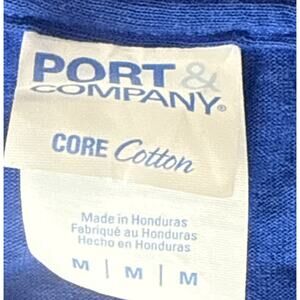 PORT &
COMPANY®
CORE Cotton
Made in Honduras
Fabriqué au Honduras
Hecho en Honduras
M | M | M